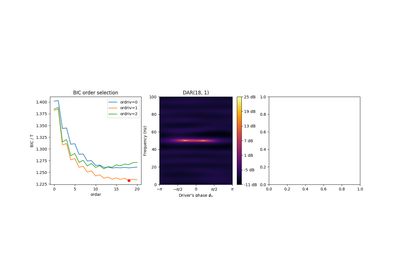 BIC order selection
ordriv=0
ordriv=1
ordriv=2
1.400
1.375
1.350
1.325
1.300
1.275
1.250
1.225
BIC / T
0
5
10
15
20
ordar
DAR(18, 1)
100
80
60
40
20
0
Frequency (Hz)
−π
−π/2
0
π/2
π
Driver's phase
25 dB
19 dB
13 dB
7 dB
1 dB
-5 dB
-11 dB
1.0
0.8
0.6
0.4
0.2
0.0
0.0
0.2
0.4
0.6
0.8
1.0